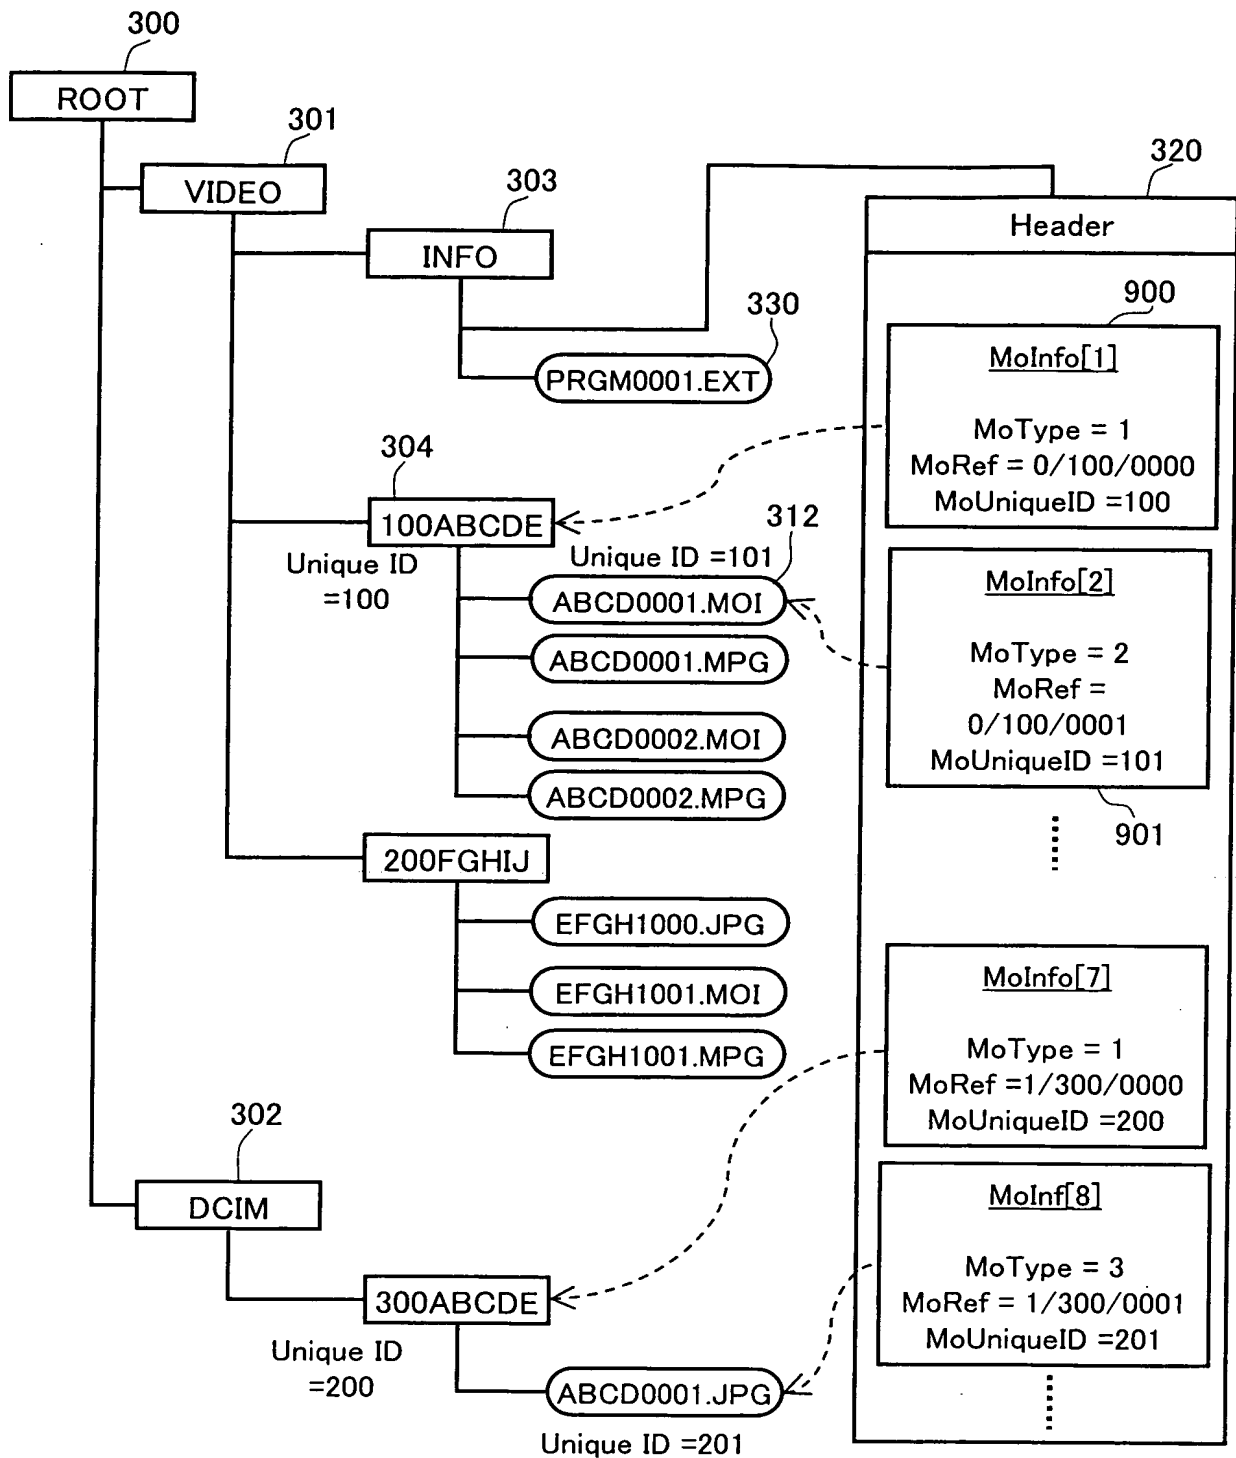 300
ROOT
301
VIDEO
303
INFO
330
PRGM0001.EXT
304
100ABCDE
Unique ID
=100
312
Unique ID =101
ABCD0001.MOI
ABCD0001.MPG
ABCD0002.MOI
ABCD0002.MPG
200FGHIJ
EFGH1000.JPG
EFGH1001.MOI
EFGH1001.MPG
302
DCIM
300ABCDE
Unique ID
=200
ABCD0001.JPG
Unique ID =201
320
Header
900
MoInfo[1]
MoType = 1
MoRef = 0/100/0000
MoUniqueID =100
MoInfo[2]
MoType = 2
MoRef =
0/100/0001
MoUniqueID =101
901
MoInfo[7]
MoType = 1
MoRef =1/300/0000
MoUniqueID =200
MoInf[8]
MoType = 3
MoRef = 1/300/0001
MoUniqueID =201